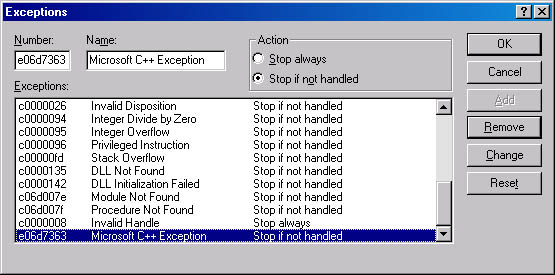 Exceptions
Number: Name: Action
e06d7363 Microsoft C++ Exception Stop always
Stop if not handled
Exceptions:
c0000026 Invalid Disposition Stop if not handled
c0000094 Integer Divide by Zero Stop if not handled
c0000095 Integer Overflow Stop if not handled
c0000096 Privileged Instruction Stop if not handled
c00000fd Stack Overflow Stop if not handled
c0000135 DLL Not Found Stop if not handled
c0000142 DLL Initialization Failed Stop if not handled
c06d007e Module Not Found Stop if not handled
c06d007f Procedure Not Found Stop if not handled
c0000008 Invalid Handle Stop always
e06d7363 Microsoft C++ Exception Stop if not handled
OK
Cancel
Add
Remove
Change
Reset